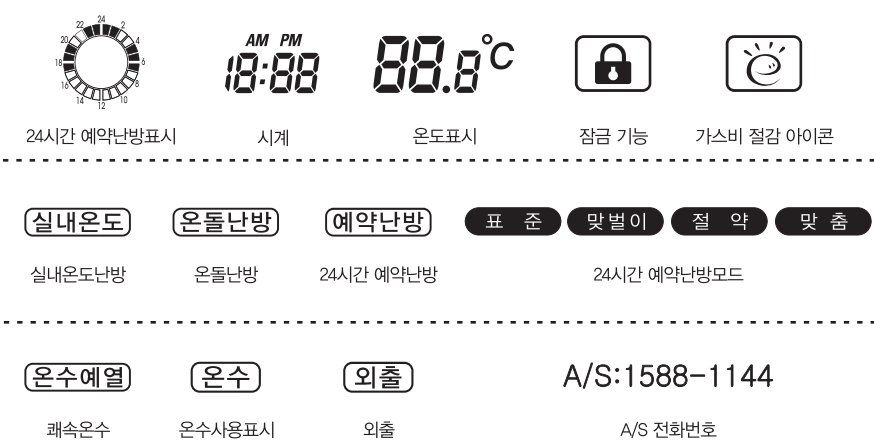 24 2 4 6 8 10 12 14 16 18 20 22
AM PM
18:88
88.8°C
24시간 예약난방표시
시계
온도표시
잠금 기능
가스비 절감 아이콘
실내온도
온돌난방
예약난방
표 준
맞벌이
절 약
맞 춤
실내온도난방
온돌난방
24시간 예약난방
24시간 예약난방모드
온수예열
온수
외출
A/S:1588-1144
쾌속온수
온수사용표시
외출
A/S 전화번호